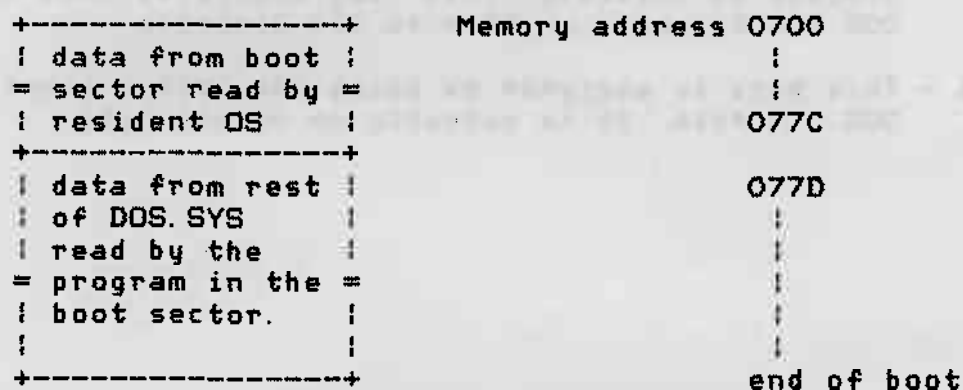 +------------------+ Memory address 0700
! data from boot ! !
= sector read by = !
! resident OS ! 077C
+------------------+
! data from rest ! 077D
! of DOS.SYS !
! read by the ! !
= program in the = !
! boot sector. ! !
! ! !
+------------------+ end of boot